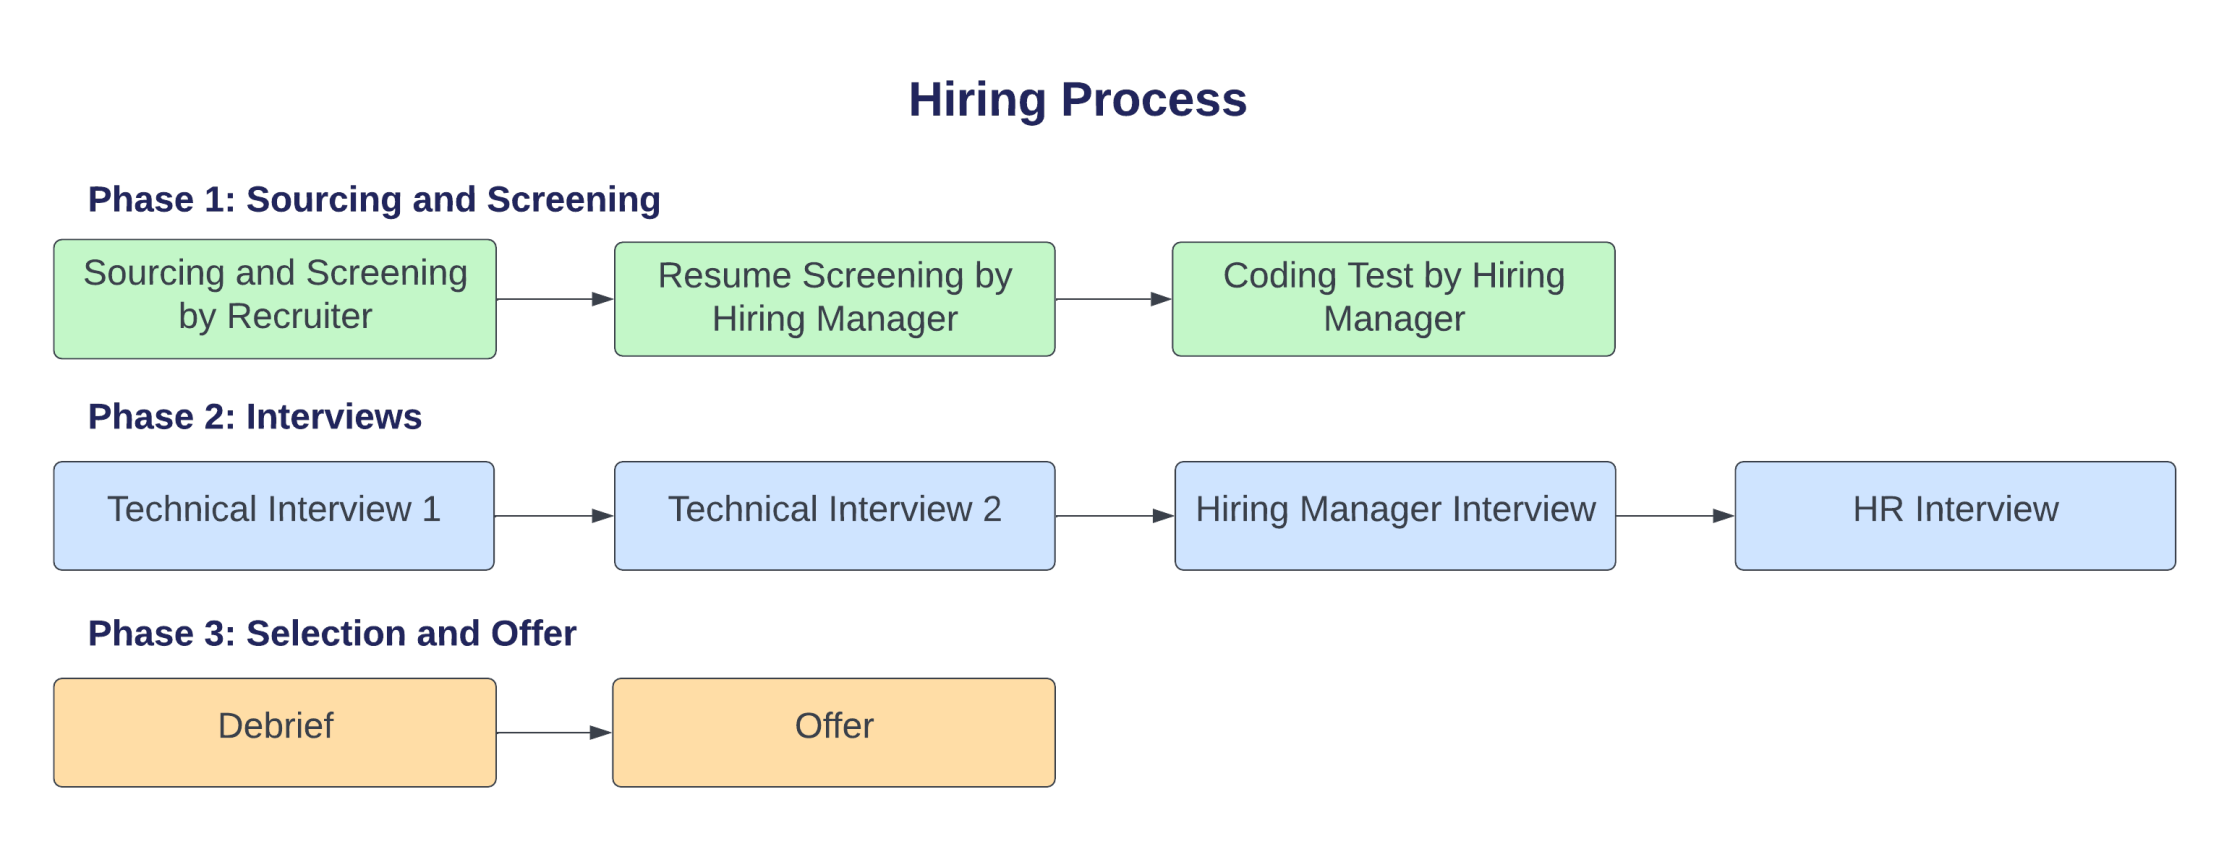 Hiring Process
Phase 1: Sourcing and Screening
Sourcing and Screening
by Recruiter
Resume Screening by
Hiring Manager
Coding Test by Hiring
Manager
Phase 2: Interviews
Technical Interview 1
Technical Interview 2
Hiring Manager Interview
HR Interview
Phase 3: Selection and Offer
Debrief
Offer